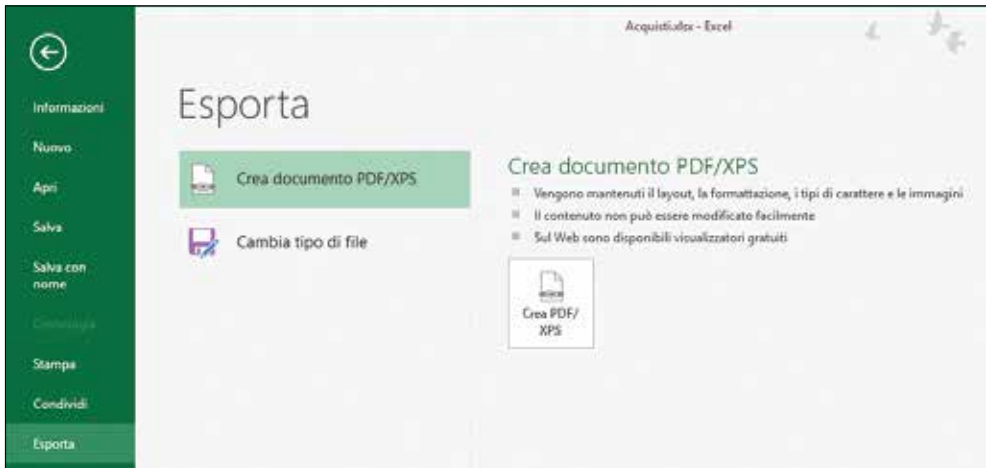 Acquisti.xlsx - Excel
Informazioni
Nuovo
Apri
Salva
Salva con
nome
Cronologia
Stampa
Condividi
Esporta
Esporta
Crea documento PDF/XPS
Cambia tipo di file
Crea documento PDF/XPS
Vengono mantenuti il layout, la formattazione, i tipi di carattere e le immagini
Il contenuto non può essere modificato facilmente
Sul Web sono disponibili visualizzatori gratuiti
Crea PDF/
XPS